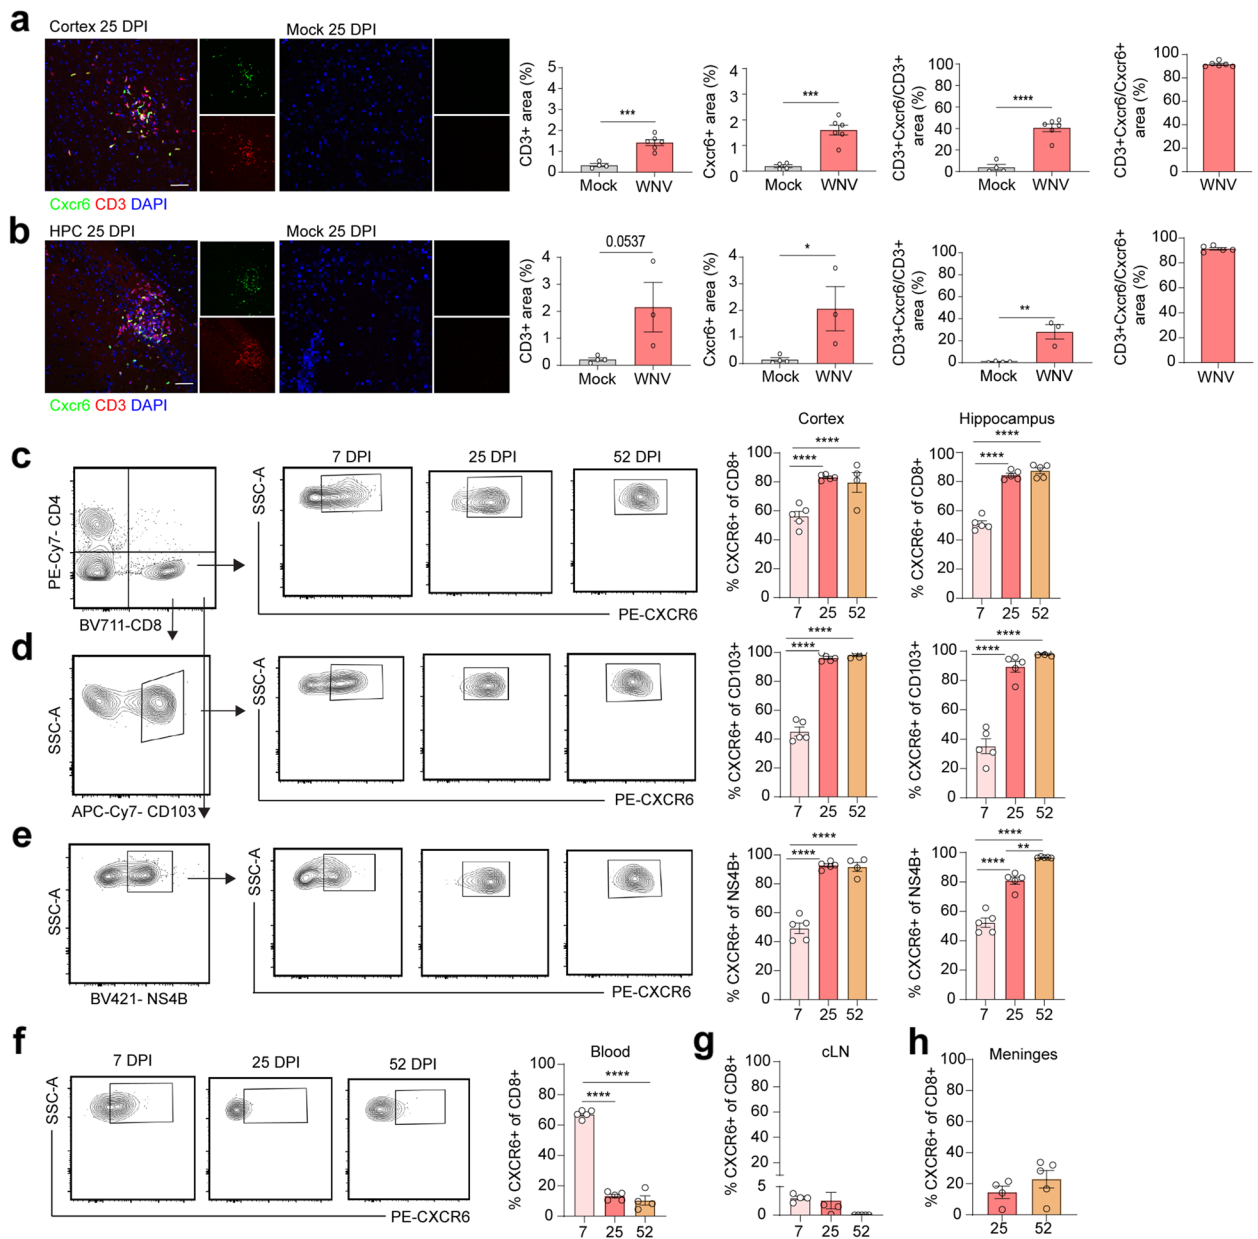 a
Cortex 25 DPI
Mock 25 DPI
Cxcr6 CD3 DAPI
CD3+ area (%)
5
4
3
2
1
0
***
Mock
WNV
Cxcr6+ area (%)
4
3
2
1
0
***
Mock
WNV
CD3+Cxcr6/CD3+
area (%)
100
80
60
40
20
0
****
Mock
WNV
CD3+Cxcr6/Cxcr6+
area (%)
100
80
60
40
20
0
WNV
b
HPC 25 DPI
Mock 25 DPI
Cxcr6 CD3 DAPI
CD3+ area (%)
4
3
2
1
0
0.0537
Mock
WNV
Cxcr6+ area (%)
4
3
2
1
0
*
Mock
WNV
CD3+Cxcr6/CD3+
area (%)
100
80
60
40
20
0
**
Mock
WNV
CD3+Cxcr6/Cxcr6+
area (%)
100
80
60
40
20
0
WNV
c
PE-Cy7- CD4
BV711-CD8
SSC-A
7 DPI
25 DPI
52 DPI
PE-CXCR6
Cortex
% CXCR6+ of CD8+
100
80
60
40
20
0
****
****
7
25
52
Hippocampus
% CXCR6+ of CD8+
100
80
60
40
20
0
****
****
7
25
52
d
SSC-A
APC-Cy7- CD103
SSC-A
PE-CXCR6
% CXCR6+ of CD103+
100
80
60
40
20
0
****
****
7
25
52
% CXCR6+ of CD103+
100
80
60
40
20
0
****
****
7
25
52
e
SSC-A
BV421- NS4B
SSC-A
PE-CXCR6
% CXCR6+ of NS4B+
100
80
60
40
20
0
****
****
7
25
52
% CXCR6+ of NS4B+
100
80
60
40
20
0
****
**
****
7
25
52
f
SSC-A
7 DPI
25 DPI
52 DPI
PE-CXCR6
Blood
% CXCR6+ of CD8+
100
80
60
40
20
0
****
****
7
25
52
g
cLN
% CXCR6+ of CD8+
100
80
60
40
20
5
0
7
25
52
h
Meninges
% CXCR6+ of CD8+
100
80
60
40
20
0
25
52